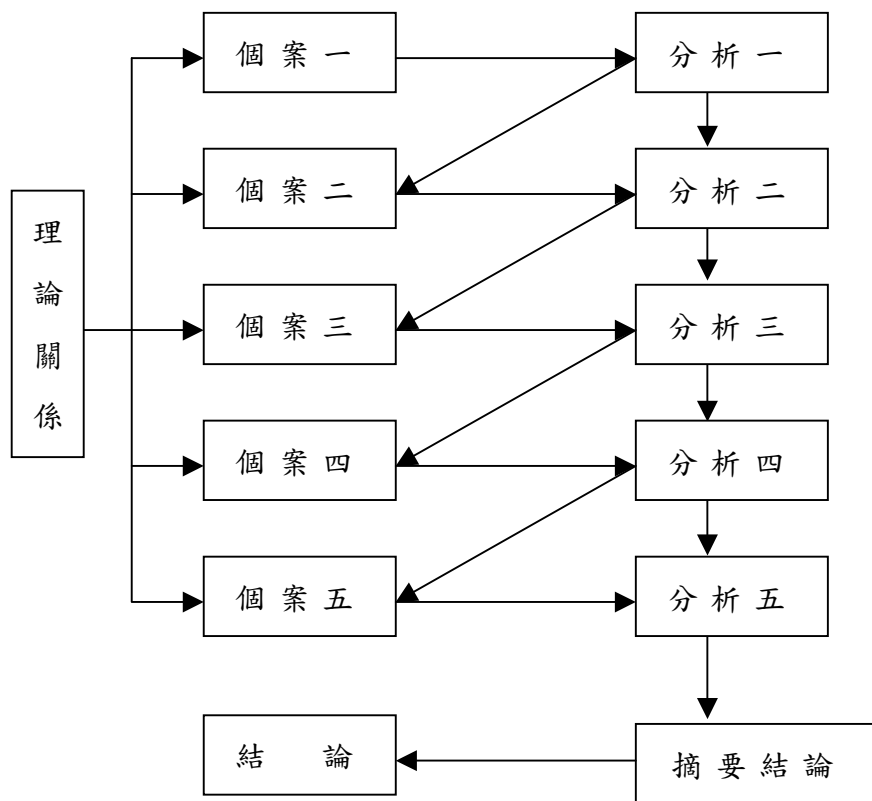 個案一
分析一
個案二
分析二
理論關係
個案三
分析三
個案四
分析四
個案五
分析五
結 論
摘要結論